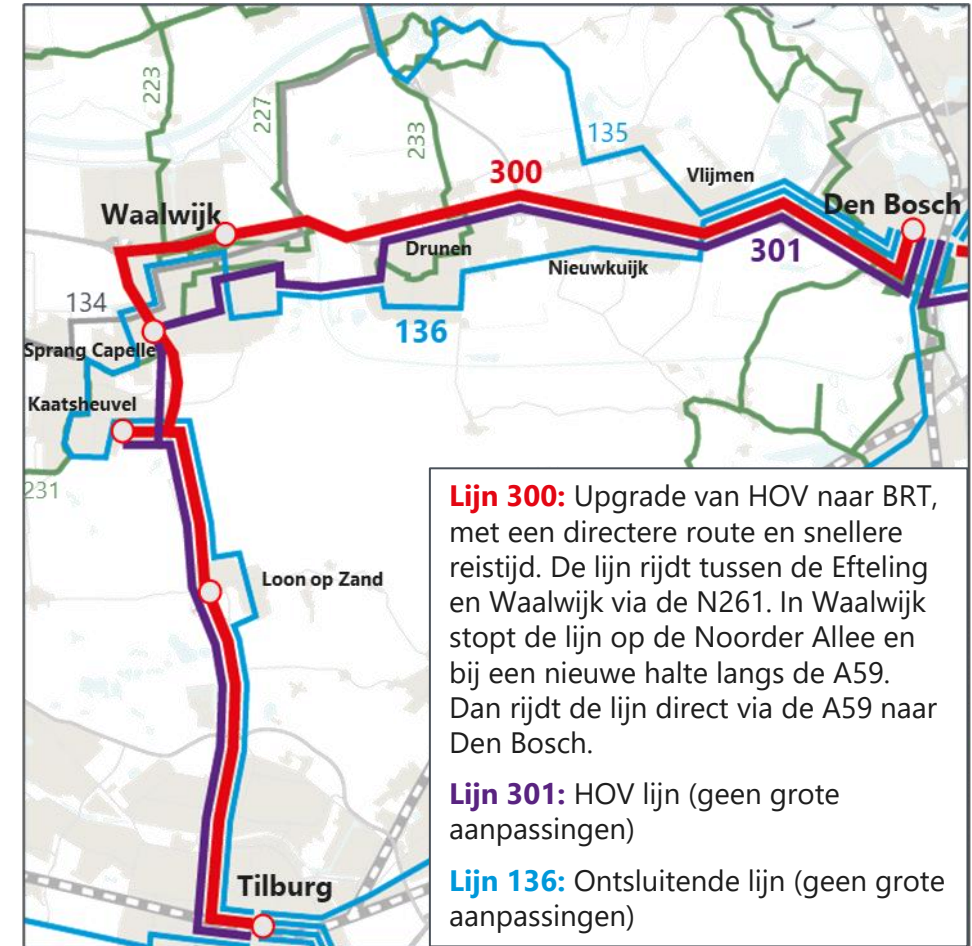 223
227
233
135
300
Vlijmen
Waalwijk
Den Bosch
Drunen
301
Nieuwkuijk
134
136
Sprang Capelle
Kaatsheuvel
231
Lijn 300: Upgrade van HOV naar BRT,
met een directere route en snellere
reistijd. De lijn rijdt tussen de Efteling
en Waalwijk via de N261. In Waalwijk
stopt de lijn op de Noorder Allee en
bij een nieuwe halte langs de A59.
Dan rijdt de lijn direct via de A59 naar
Den Bosch.
Lijn 301: HOV lijn (geen grote
aanpassingen)
Lijn 136: Ontsluitende lijn (geen grote
aanpassingen)
Loon op Zand
Tilburg